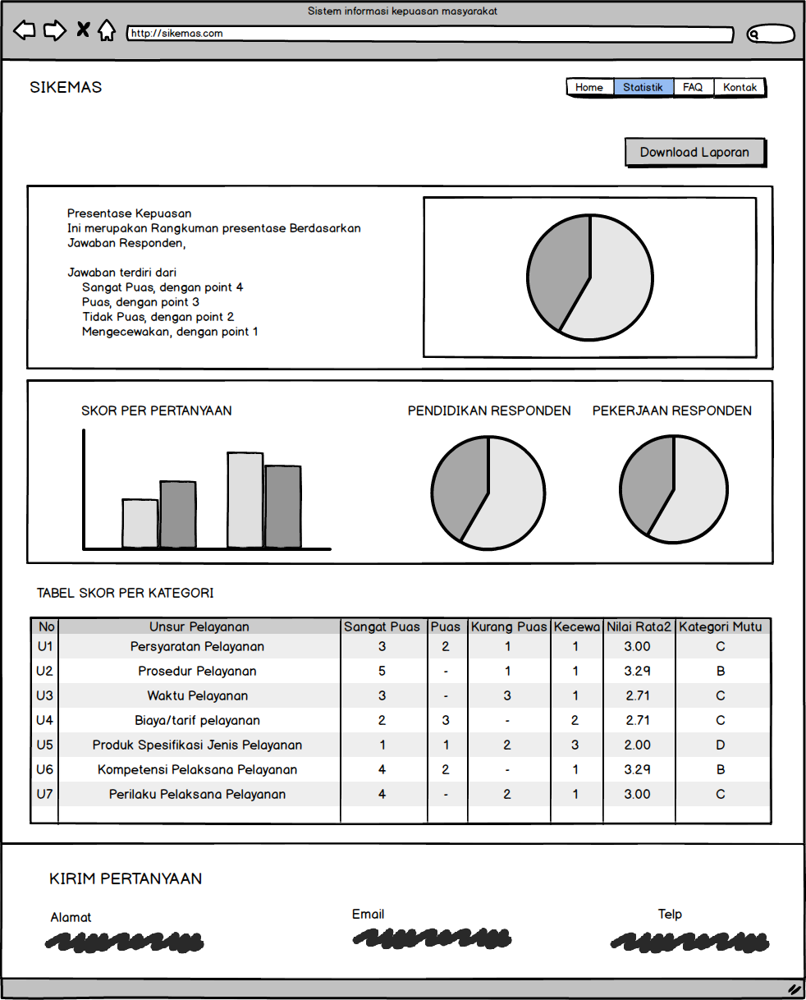 Sistem informasi kepuasan masyarakat
http://sikemas.com
SIKEMAS
Home Statistik FAQ Kontak
Download Laporan
Presentase Kepuasan
Ini merupakan Rangkuman presentase Berdasarkan
Jawaban Responden,
Jawaban terdiri dari
Sangat Puas, dengan point 4
Puas, dengan point 3
Tidak Puas, dengan point 2
Mengecewakan, dengan point 1
SKOR PER PERTANYAAN
PENDIDIKAN RESPONDEN
PEKERJAAN RESPONDEN
TABEL SKOR PER KATEGORI
No Unsur Pelayanan Sangat Puas Puas Kurang Puas Kecewa Nilai Rata2 Kategori Mutu
U1 Persyaratan Pelayanan 3 2 1 1 3.00 C
U2 Prosedur Pelayanan 5 - 1 1 3.29 B
U3 Waktu Pelayanan 3 - 3 1 2.71 C
U4 Biaya/tarif pelayanan 2 3 - 2 2.71 C
U5 Produk Spesifikasi Jenis Pelayanan 1 1 2 3 2.00 D
U6 Kompetensi Pelaksana Pelayanan 4 2 - 1 3.29 B
U7 Perilaku Pelaksana Pelayanan 4 - 2 1 3.00 C
KIRIM PERTANYAAN
Alamat
Email
Telp